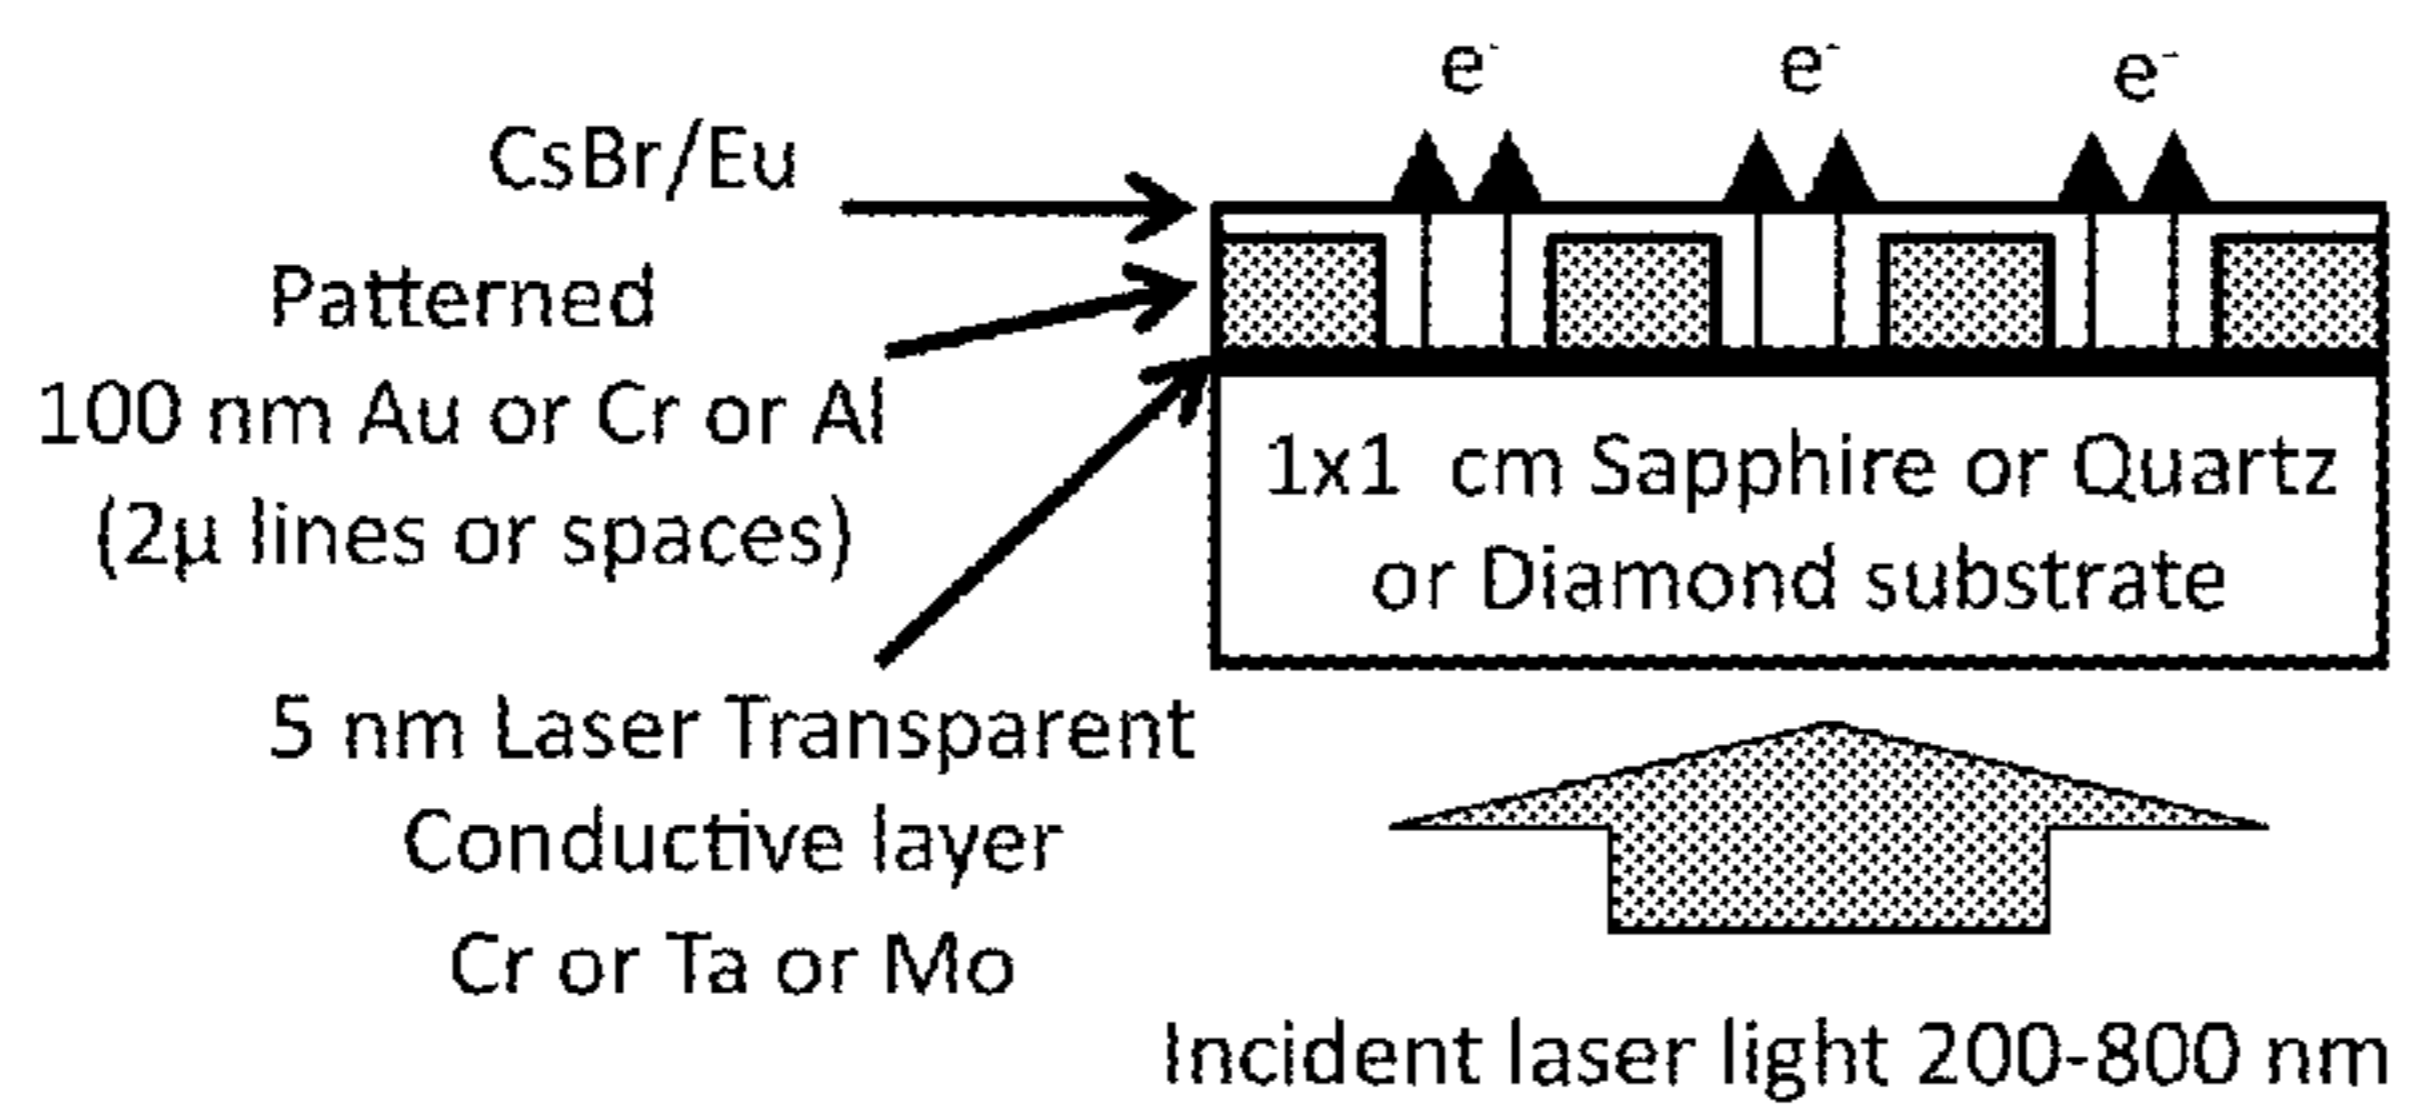 e- e- e-
CsBr/Eu
Patterned
100 nm Au or Cr or Al
(2μ lines or spaces)
1x1 cm Sapphire or Quartz
or Diamond substrate
5 nm Laser Transparent
Conductive layer
Cr or Ta or Mo
Incident laser light 200-800 nm